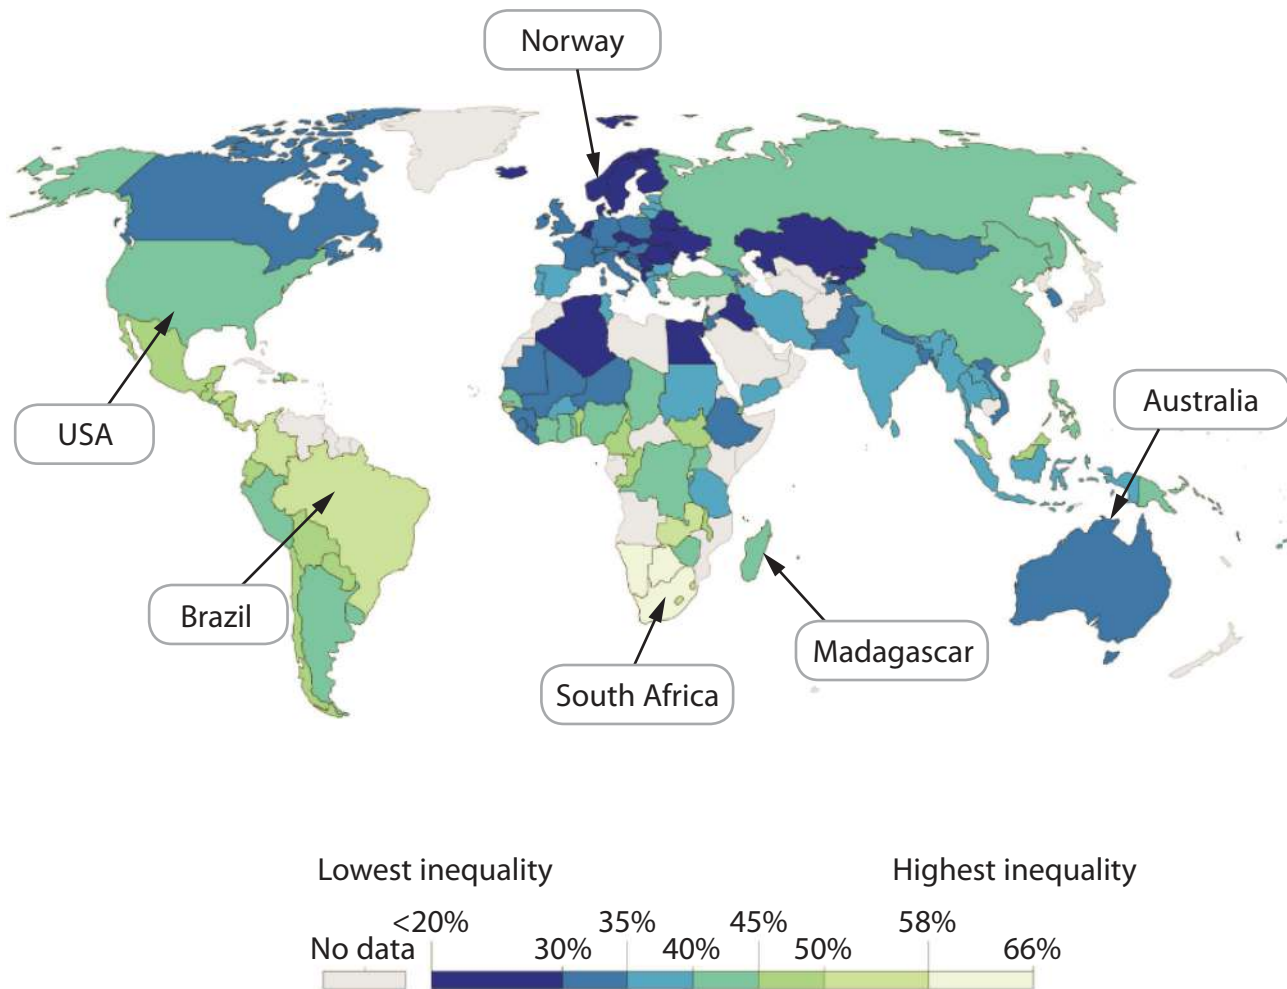 Norway
Australia
USA
Brazil
Madagascar
South Africa
Lowest inequality
Highest inequality
<20%
35%
45%
58%
No data
30%
40%
50%
66%